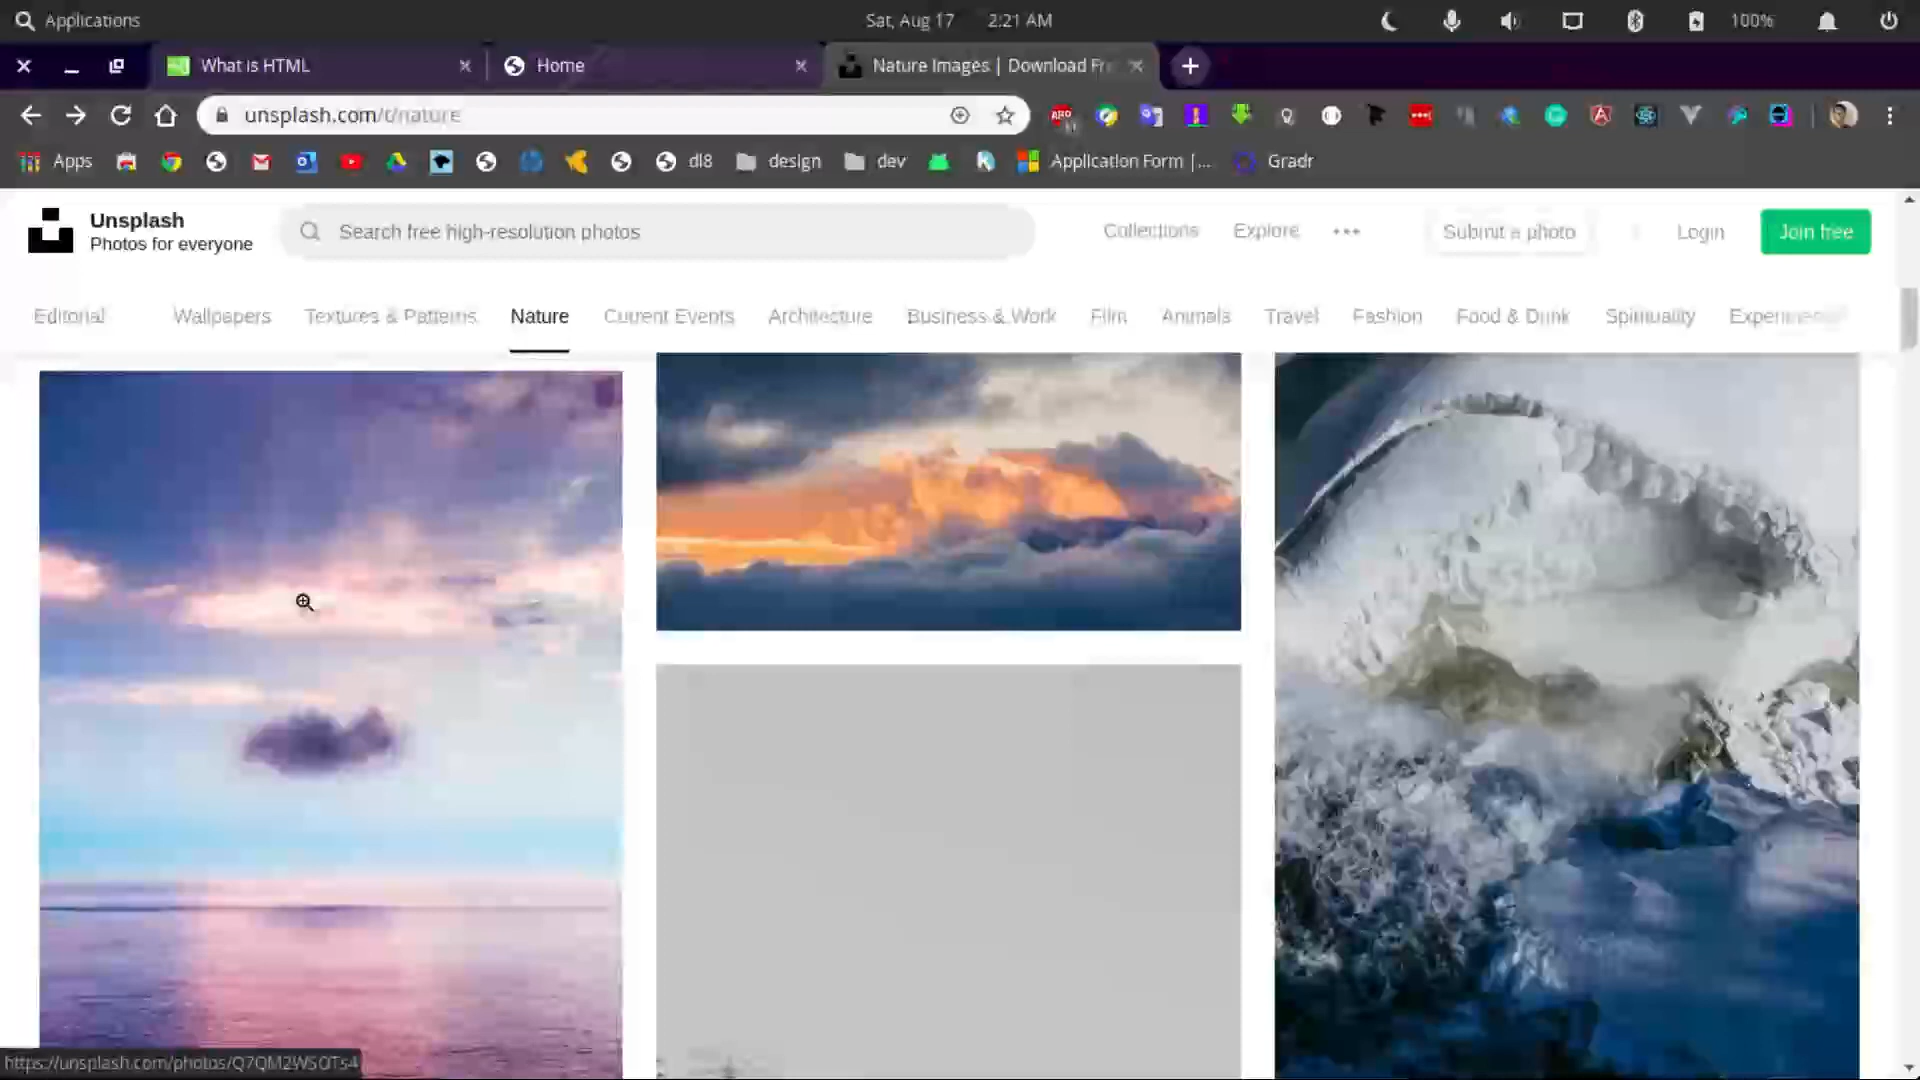 Applications
Sat, Aug 17 2:21 AM
100%
What is HTML
Home
Nature Images | Download Fr
unsplash.com/t/nature
Apps
dl8
design
dev
Application Form |...
Gradr
Unsplash
Photos for everyone
Search free high-resolution photos
Collections
Explore
Submit a photo
Login
Join free
Editorial
Wallpapers
Textures & Patterns
Nature
Current Events
Architecture
Business & Work
Film
Animals
Travel
Fashion
Food & Drink
Spirituality
https://unsplash.com/photos/Q7QM2WSOTs4